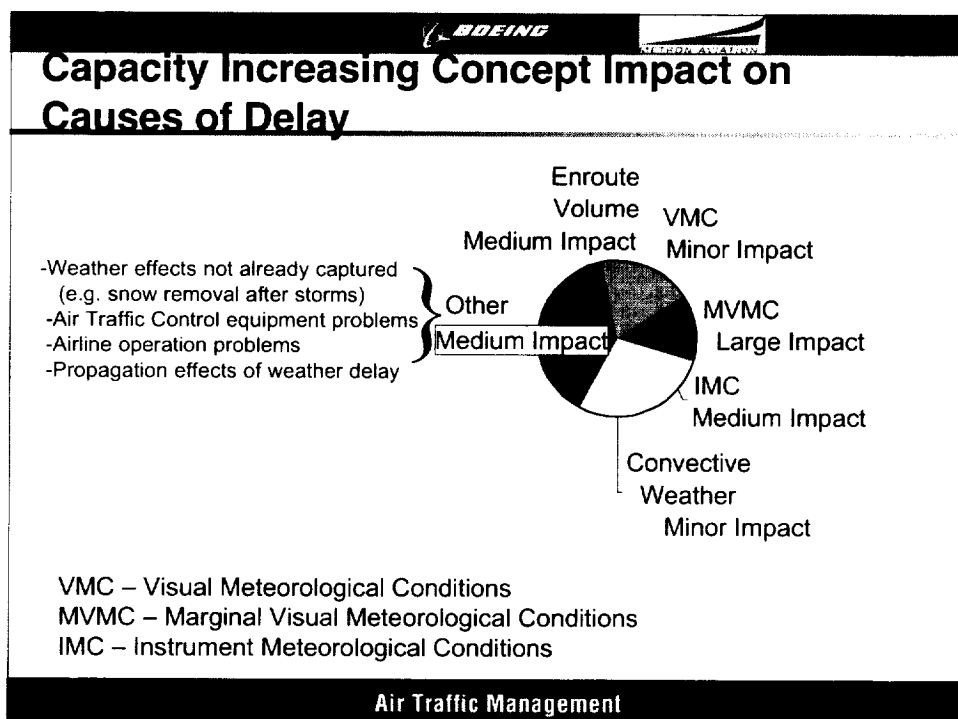 BOEING
METRON AVIATION
Capacity Increasing Concept Impact on
Causes of Delay
Enroute
Volume
Medium Impact
VMC
Minor Impact
-Weather effects not already captured
(e.g. snow removal after storms)
-Air Traffic Control equipment problems
-Airline operation problems
-Propagation effects of weather delay
Other
Medium Impact
MVMC
Large Impact
IMC
Medium Impact
Convective
Weather
Minor Impact
VMC – Visual Meteorological Conditions
MVMC – Marginal Visual Meteorological Conditions
IMC – Instrument Meteorological Conditions
Air Traffic Management